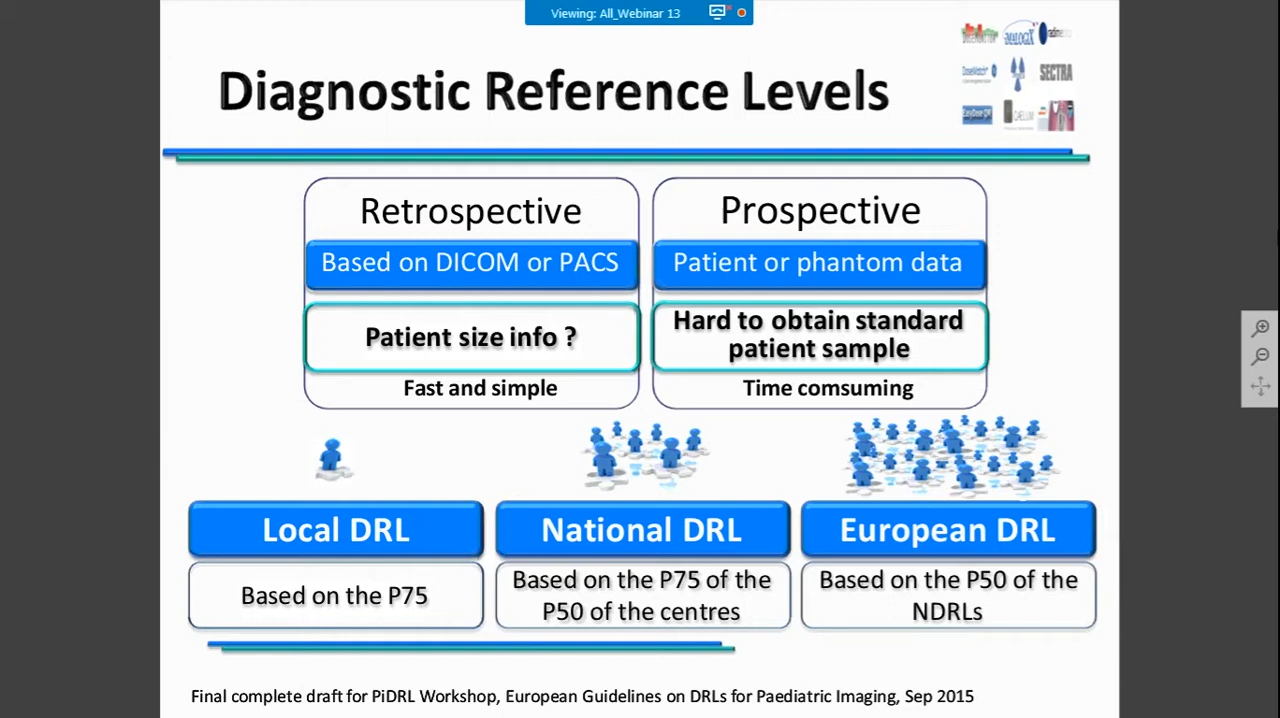 Viewing: All_Webinar 13
Diagnostic Reference Levels
SECTRA
Retrospective
Prospective
Based on DICOM or PACS
Patient or phantom data
Patient size info ?
Hard to obtain standard
patient sample
Fast and simple
Time comsuming
Local DRL
National DRL
European DRL
Based on the P75
Based on the P75 of the
P50 of the centres
Based on the P50 of the
NDRLs
Final complete draft for PiDRL Workshop, European Guidelines on DRLs for Paediatric Imaging, Sep 2015